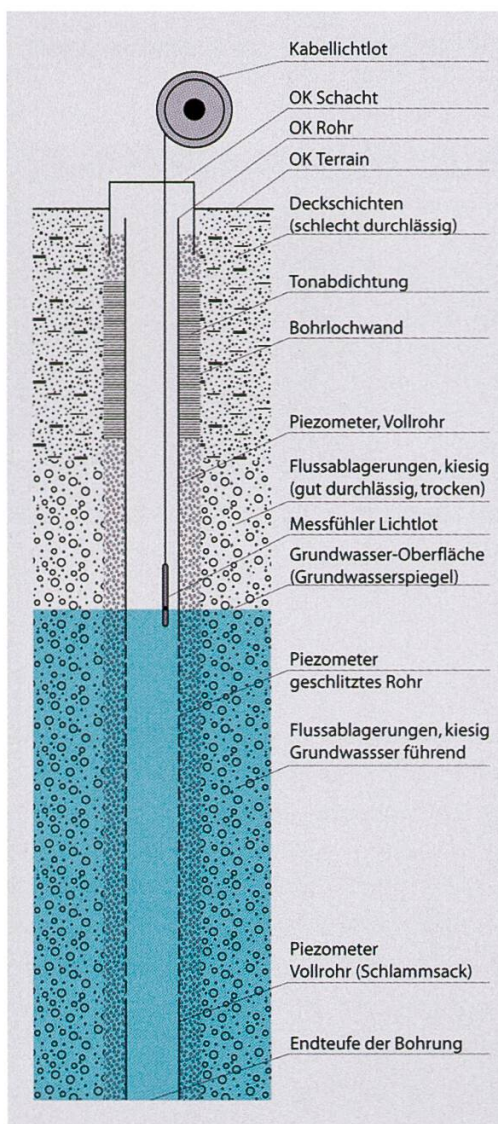 Kabellichtlot
OK Schacht
OK Rohr
OK Terrain
Deckschichten
(schlecht durchlässig)
Tonabdichtung
Bohrlochwand
Piezometer, Vollrohr
Flussablagerungen, kiesig
(gut durchlässig, trocken)
Messfühler Lichtlot
Grundwasser-Oberfläche
(Grundwasserspiegel)
Piezometer
geschlitztes Rohr
Flussablagerungen, kiesig
Grundwassser führend
Piezometer
Vollrohr (Schlammsack)
Endteufe der Bohrung